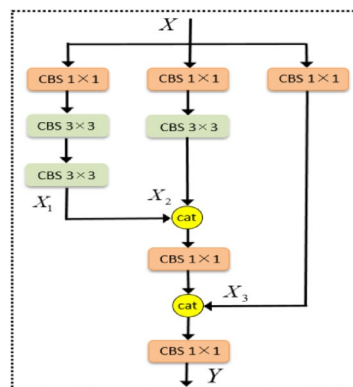 X
CBS 1×1 CBS 1×1 CBS 1×1
CBS 3×3 CBS 3×3
CBS 3×3
X₁ X₂
cat
CBS 1×1
cat X₃
CBS 1×1
Y